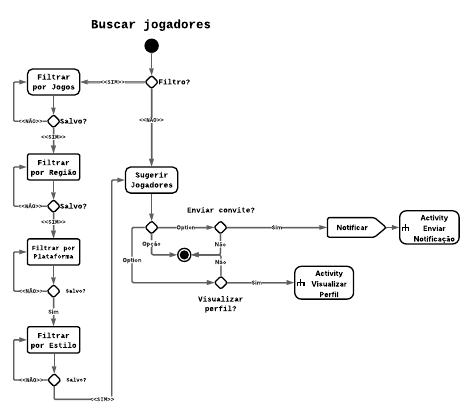 Buscar jogadores
Filtrar
por Jogos
<<SIM>>
Filtro?
<<NÃO>>
Salvo?
<<SIM>>
<<NÃO>>
Filtrar
por Região
Sugerir
Jogadores
<<NÃO>>
Salvo?
<<SIM>>
Enviar convite?
Option
Sim
Notificar
Activity
Enviar
Notificação
Filtrar por
Plataforma
Opção
Não
Option
Não
<<NÃO>>
Salvo?
Sim
Sim
Activity
Visualizar
Perfil
Visualizar
perfil?
Filtrar
por Estilo
<<NÃO>>
Salvo?
<<SIM>>